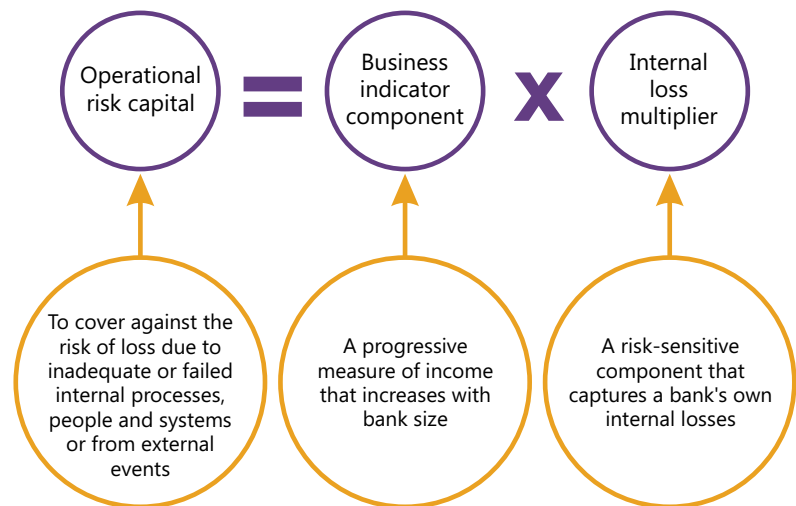 Operational
risk capital
=
Business
indicator
component
x
Internal
loss
multiplier
To cover against the
risk of loss due to
inadequate or failed
internal processes,
people and systems
or from external
events
A progressive
measure of income
that increases with
bank size
A risk-sensitive
component that
captures a bank's own
internal losses